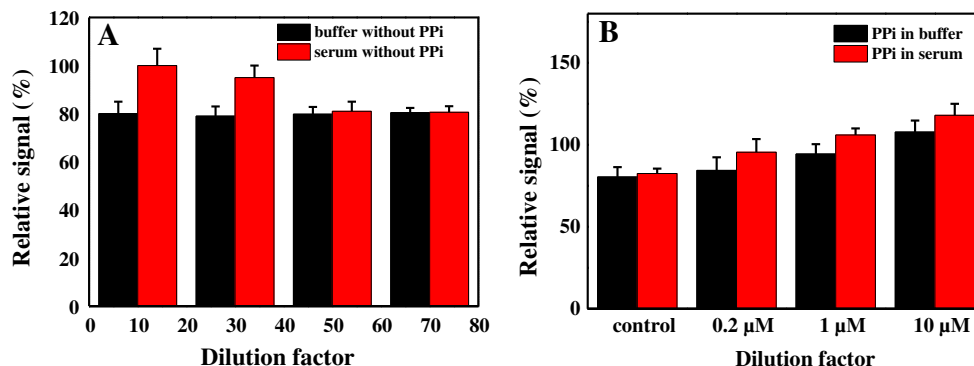 A
buffer without PPi
serum without PPi
120
100
80
60
40
20
0
0 10 20 30 40 50 60 70 80
Relative signal (%)
Dilution factor
B
PPi in buffer
PPi in serum
150
100
50
0
control 0.2 μM 1 μM 10 μM
Relative signal (%)
Dilution factor